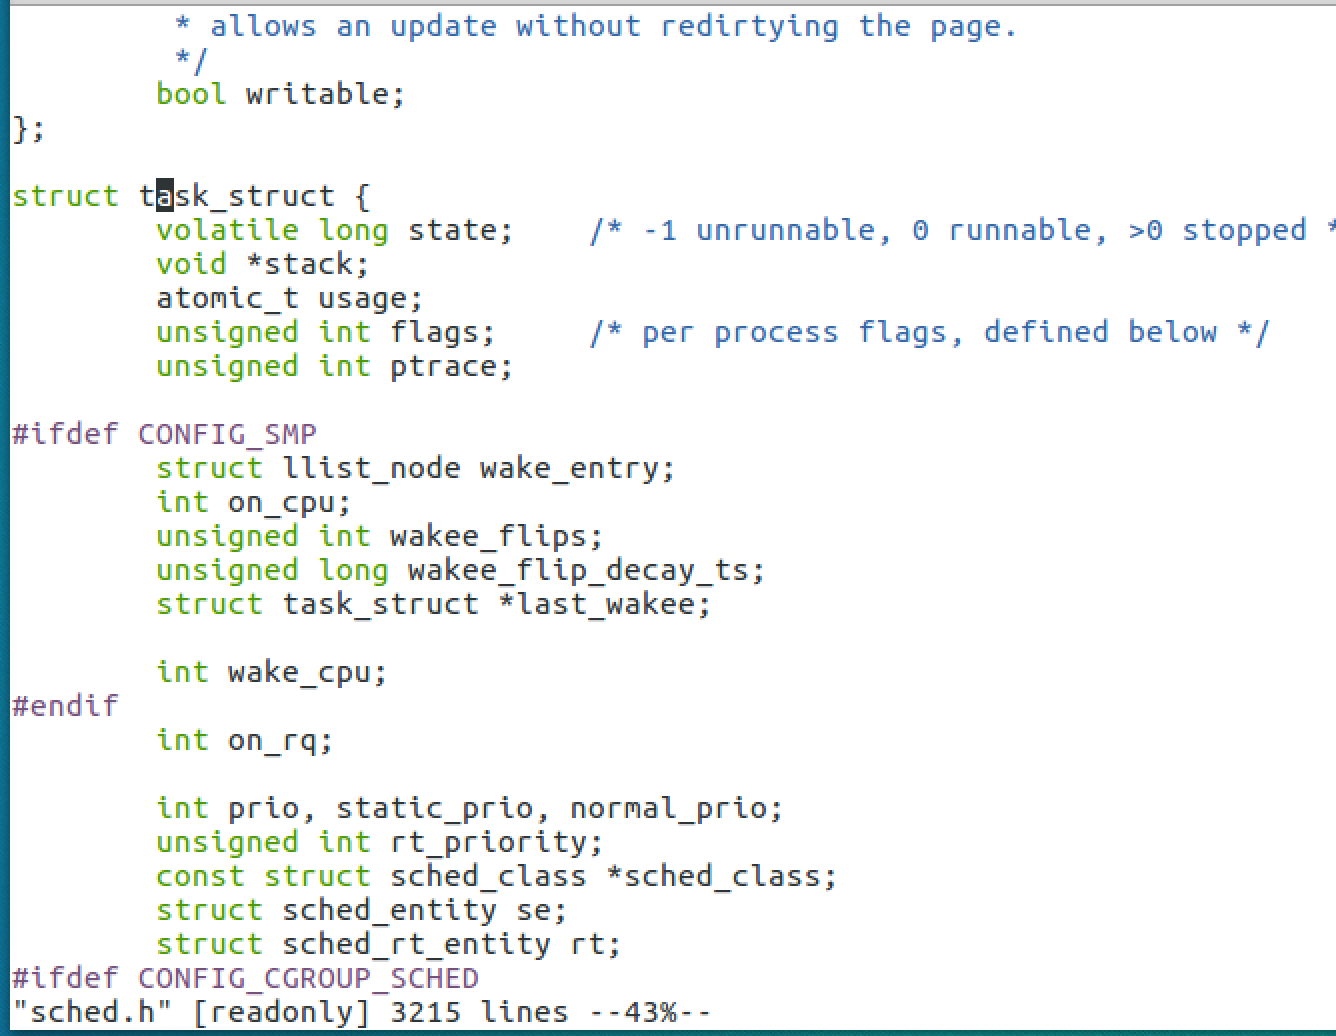 * allows an update without redirtying the page.
         */
        bool writable;
};

struct task_struct {
        volatile long state;    /* -1 unrunnable, 0 runnable, >0 stopped *
        void *stack;
        atomic_t usage;
        unsigned int flags;     /* per process flags, defined below */
        unsigned int ptrace;

#ifdef CONFIG_SMP
        struct llist_node wake_entry;
        int on_cpu;
        unsigned int wakee_flips;
        unsigned long wakee_flip_decay_ts;
        struct task_struct *last_wakee;

        int wake_cpu;
#endif
        int on_rq;

        int prio, static_prio, normal_prio;
        unsigned int rt_priority;
        const struct sched_class *sched_class;
        struct sched_entity se;
        struct sched_rt_entity rt;
#ifdef CONFIG_CGROUP_SCHED
"sched.h" [readonly] 3215 lines --43%--